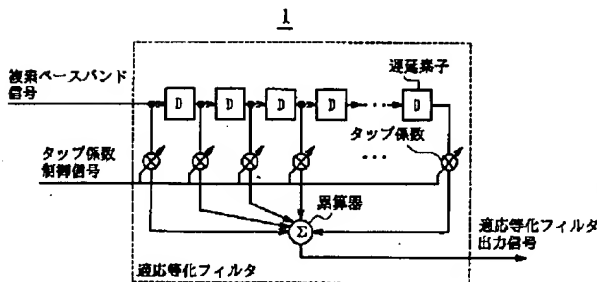 1
複素ベースバンド
信号
遅延素子
D D D D ・・・ D
タップ係数
タップ係数
制御信号
・・・
累算器
Σ
適応等化フィルタ
出力信号
適応等化フィルタ